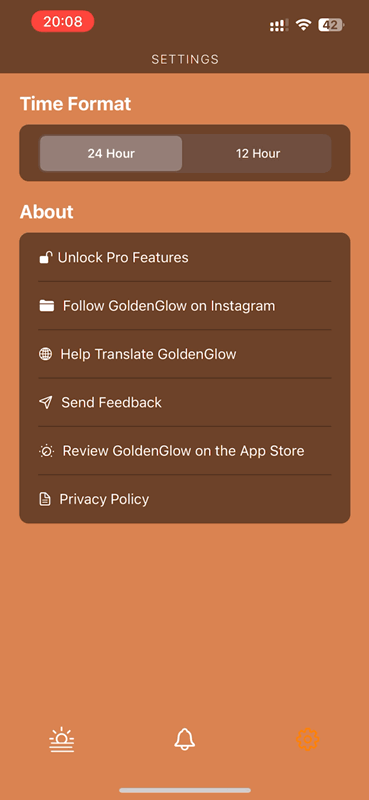 20:08
42
SETTINGS
Time Format
24 Hour
12 Hour
About
Unlock Pro Features
Follow GoldenGlow on Instagram
Help Translate GoldenGlow
Send Feedback
Review GoldenGlow on the App Store
Privacy Policy